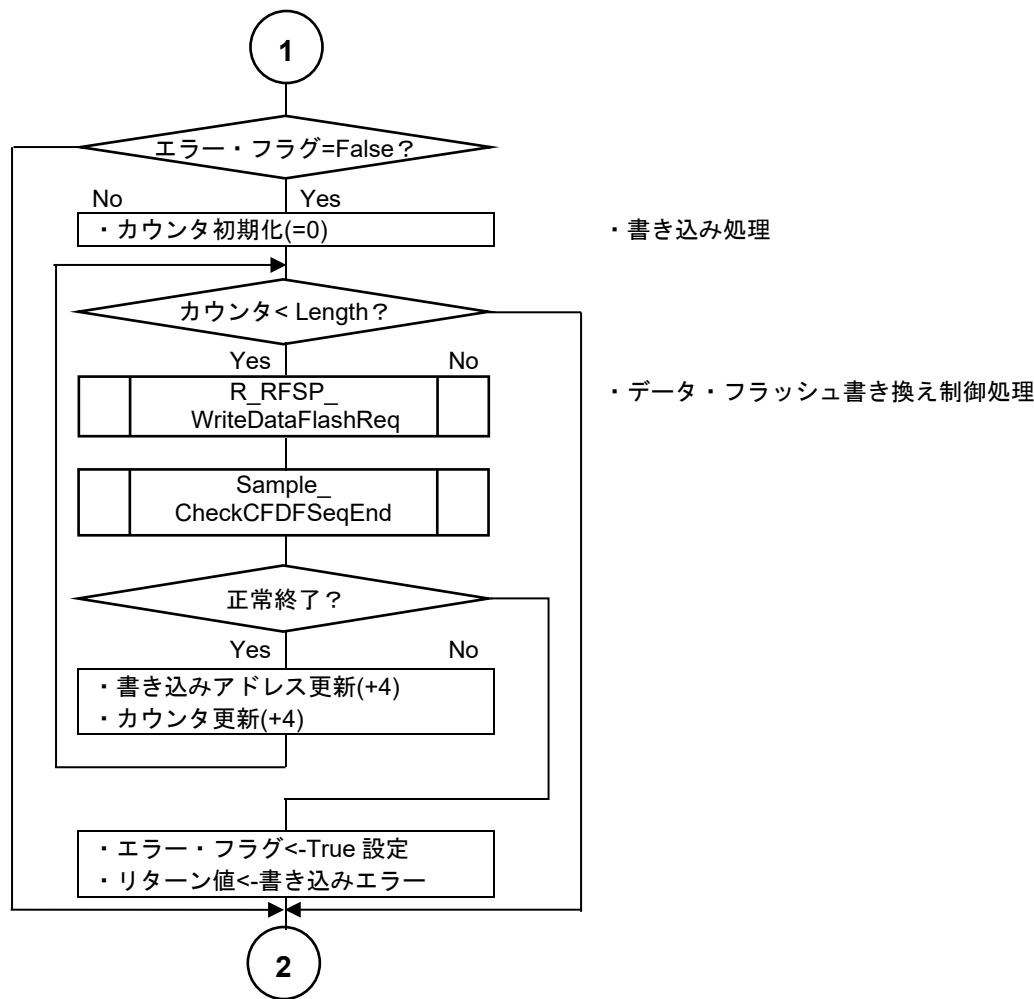 1
エラー・フラグ=False？
No Yes
・カウンタ初期化(=0) ・書き込み処理
カウンタ< Length？
Yes No
R_RFSP_ ・データ・フラッシュ書き換え制御処理
WriteDataFlashReq
Sample_
CheckCFDFSeqEnd
正常終了？
Yes No
・書き込みアドレス更新(+4)
・カウンタ更新(+4)
・エラー・フラグ<-True 設定
・リターン値<-書き込みエラー
2